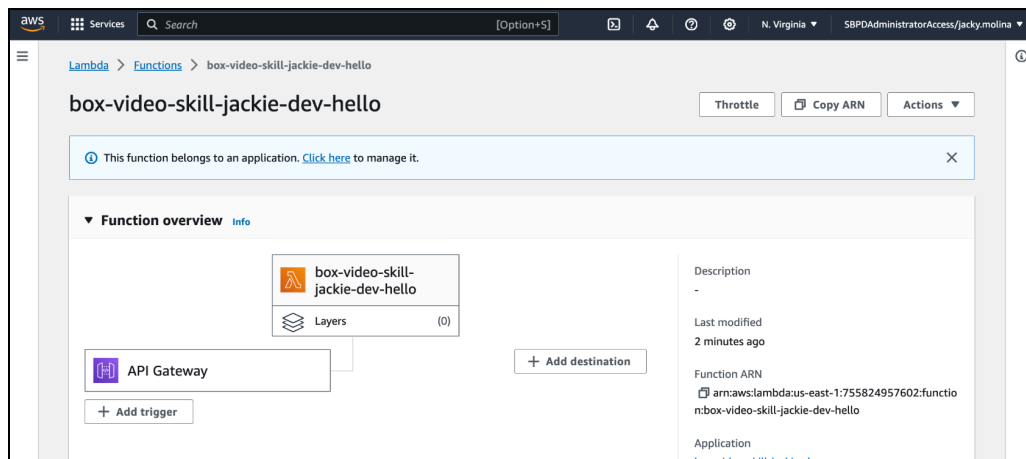 aws
Services
Search
[Option+S]
N. Virginia ▼
SBPDAdministratorAccess/jacky.molina ▼
Lambda > Functions > box-video-skill-jackie-dev-hello
box-video-skill-jackie-dev-hello
Throttle
Copy ARN
Actions ▼
This function belongs to an application. Click here to manage it.
▼ Function overview Info
box-video-skill-
jackie-dev-hello
Layers (0)
API Gateway
+ Add trigger
+ Add destination
Description
-
Last modified
2 minutes ago
Function ARN
arn:aws:lambda:us-east-1:755824957602:functio
n:box-video-skill-jackie-dev-hello
Application